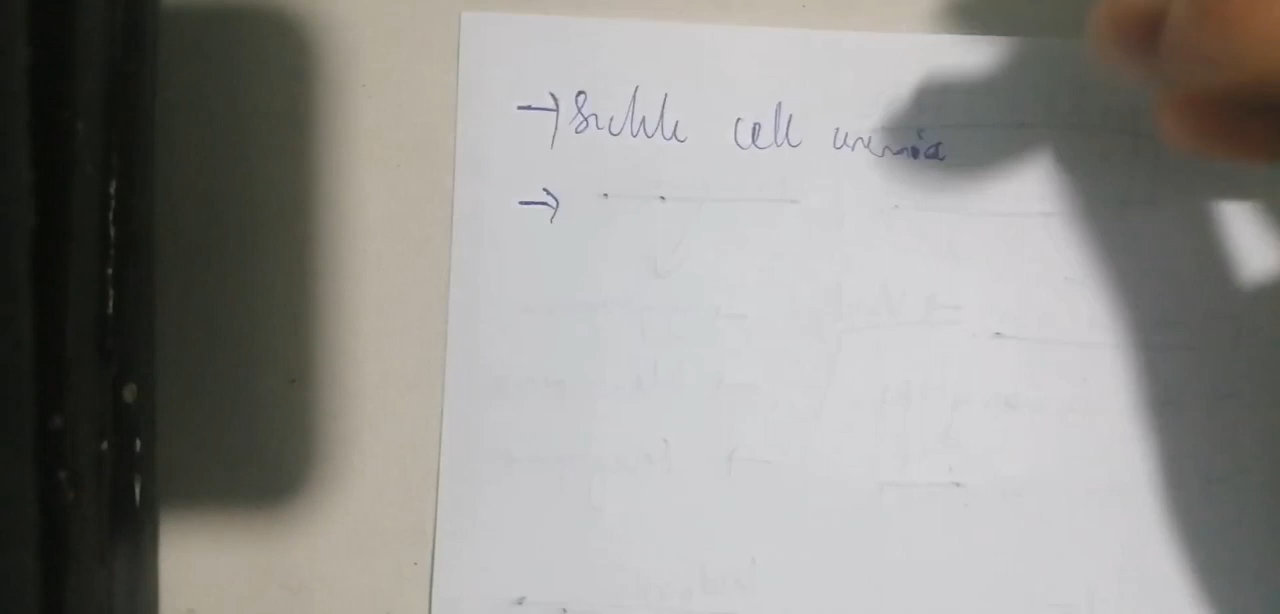 → Sickle cell anemia
→